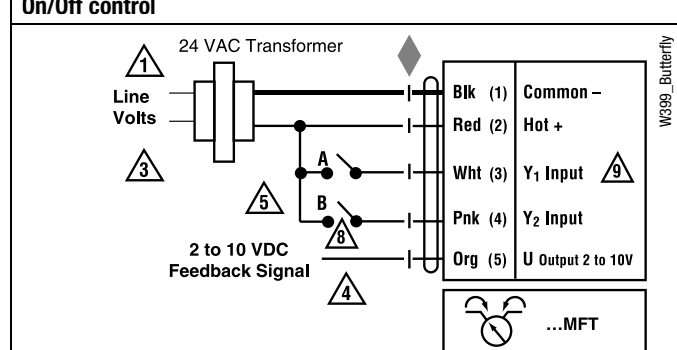 On/Off control
24 VAC Transformer
1
Line
Volts
3
A
5
B
8
2 to 10 VDC
Feedback Signal
4
Blk (1) Common –
Red (2) Hot +
Wht (3) Y1 Input 9
Pnk (4) Y2 Input
Org (5) U Output 2 to 10V
...MFT
W399_Butterfly